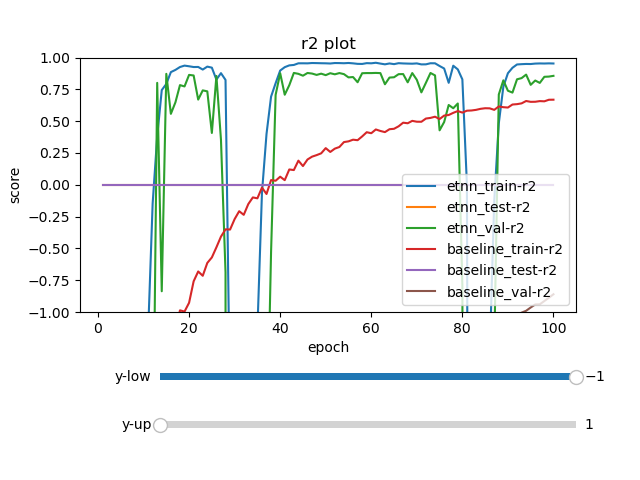 r2 plot
1.00
0.75
0.50
0.25
0.00
−0.25
−0.50
−0.75
−1.00
score
etnn_train-r2
etnn_test-r2
etnn_val-r2
baseline_train-r2
baseline_test-r2
baseline_val-r2
0 20 40 60 80 100
epoch
y-low −1
y-up 1